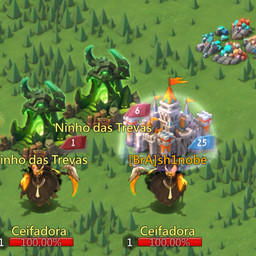 6
Ninho das Trevas
1
25
inho das Trevas
[BrA]sh1nobe
Ceifadora
Ceifadora
1 100,00%
1 100,00%